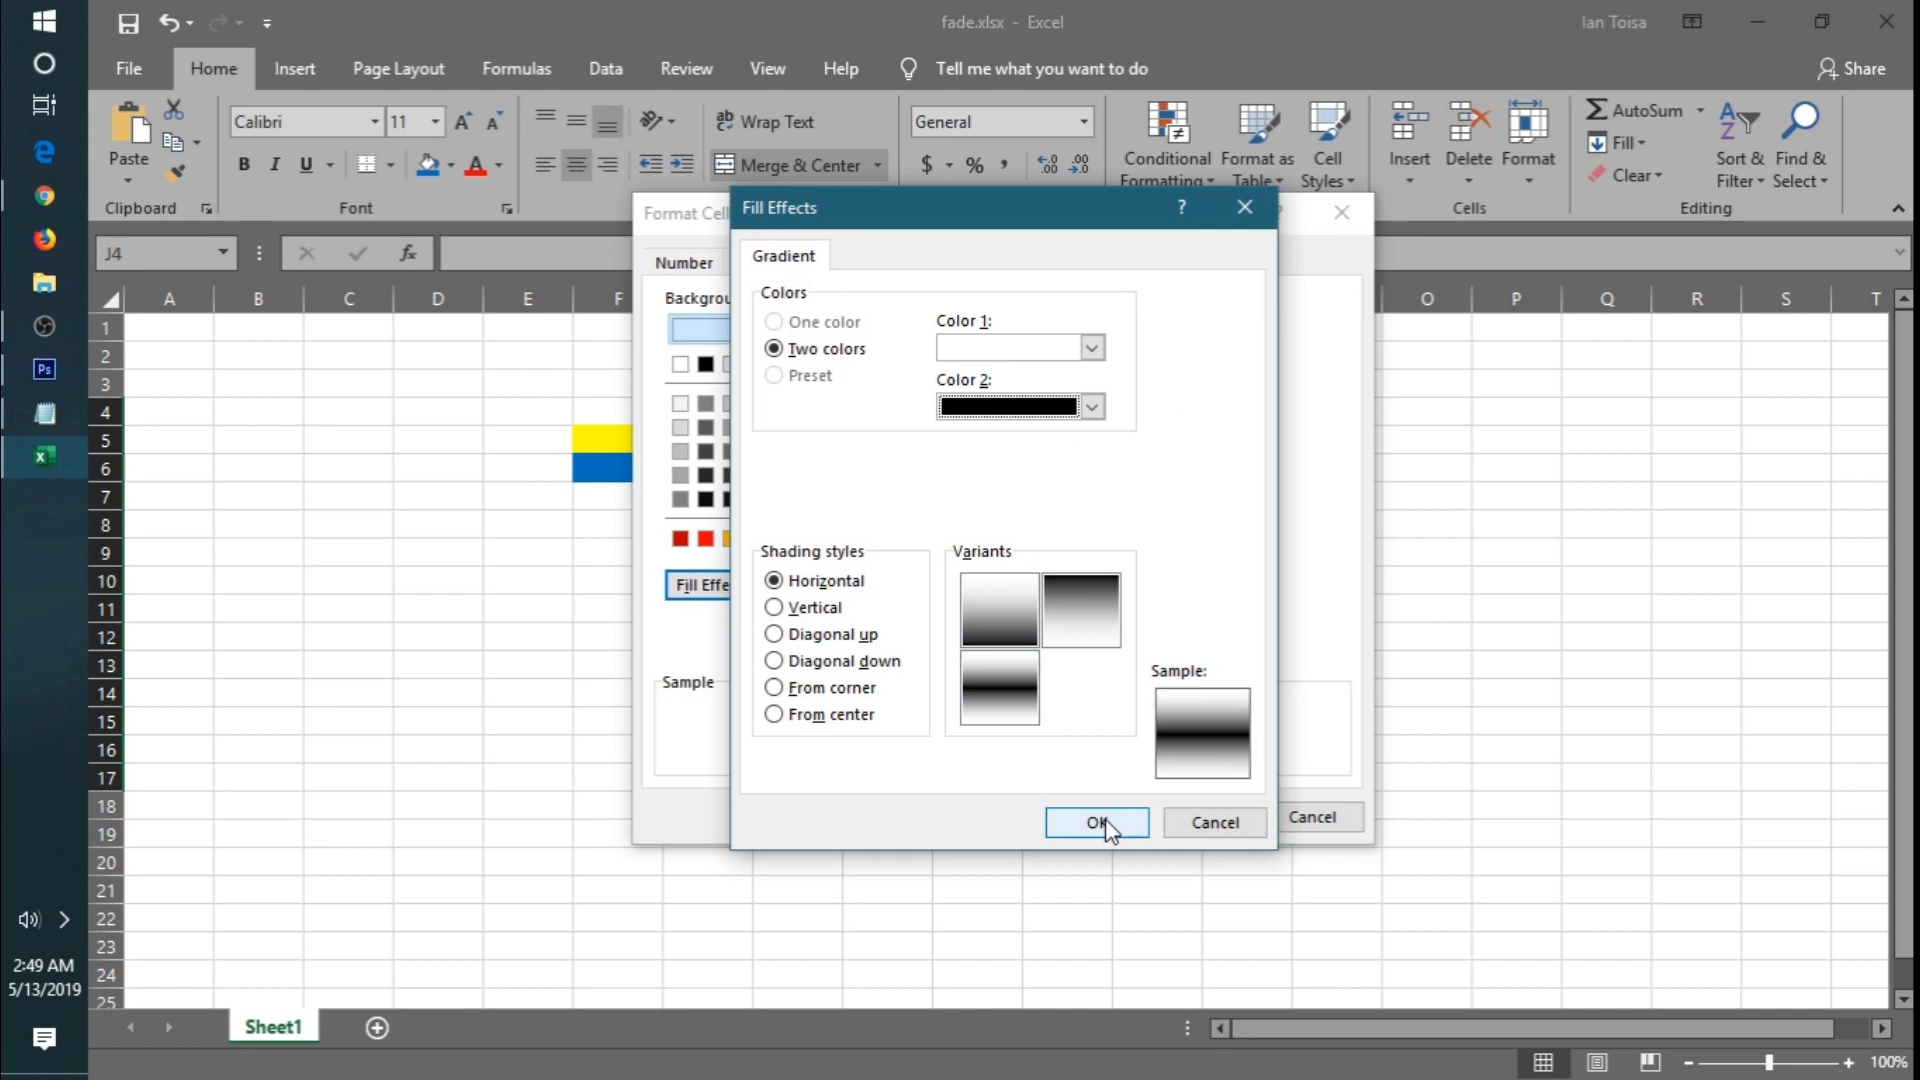 fade.xlsx - Excel
Ian Toisa
File Home Insert Page Layout Formulas Data Review View Help Tell me what you want to do Share
Paste
Clipboard
Calibri 11
B I U A
Font
Wrap Text
Merge & Center
General
$ % ,
Conditional Formatting
Format as Table
Cell Styles
Insert Delete Format
Cells
AutoSum
Fill
Clear
Sort & Filter
Find & Select
Editing
J4
fx
A B C D E F O P Q R S T
1
2
3
4
5
6
7
8
9
10
11
12
13
14
15
16
17
18
19
20
21
22
23
24
25
Format Cell
Number
Backgrou
Fill Effe
Sample
Cancel
Fill Effects ?
Gradient
Colors
One color
Two colors
Preset
Color 1:
Color 2:
Shading styles
Horizontal
Vertical
Diagonal up
Diagonal down
From corner
From center
Variants
Sample:
OK Cancel
Ps
2:49 AM
5/13/2019
Sheet1
100%